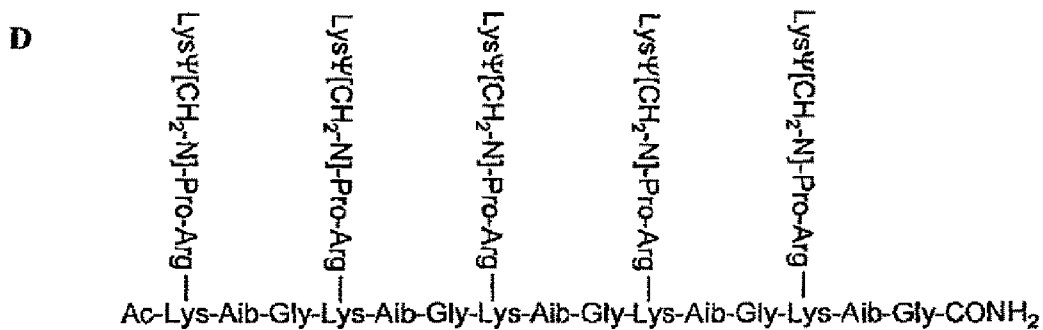 D
LysΨ[CH₂-N]-Pro-Arg
LysΨ[CH₂-N]-Pro-Arg
LysΨ[CH₂-N]-Pro-Arg
LysΨ[CH₂-N]-Pro-Arg
LysΨ[CH₂-N]-Pro-Arg
Ac-Lys-Aib-Gly-Lys-Aib-Gly-Lys-Aib-Gly-Lys-Aib-Gly-Lys-Aib-Gly-CONH₂